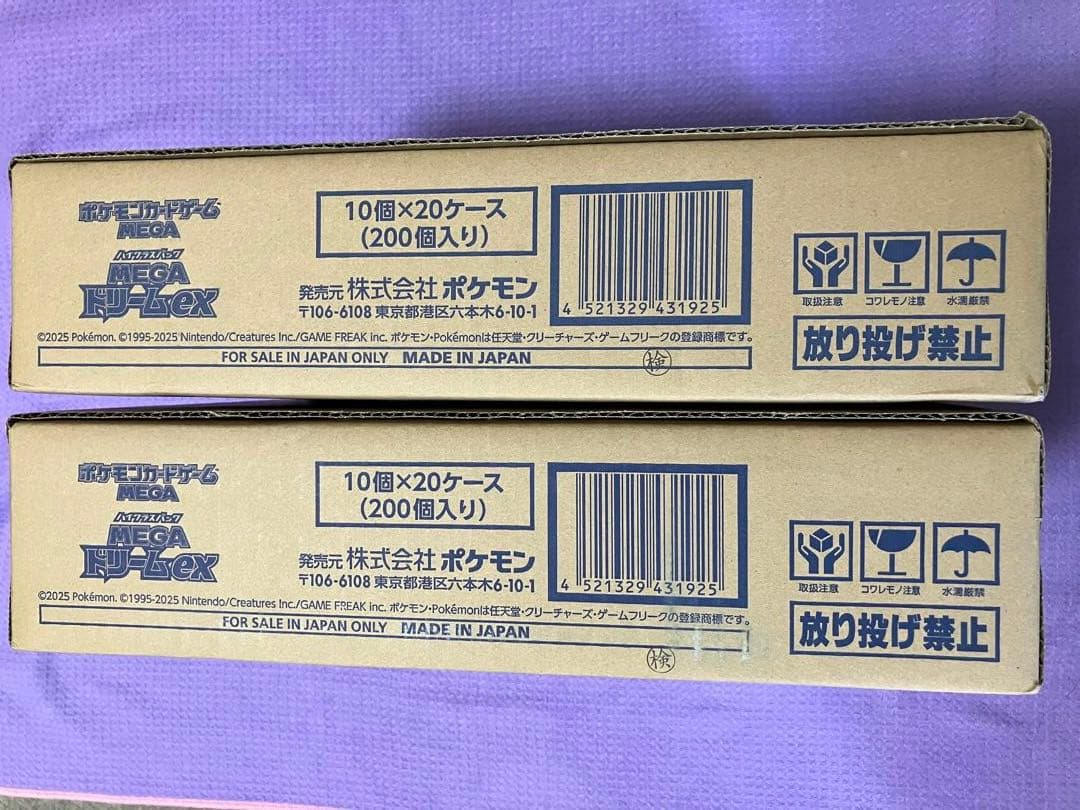 ポケモンカードゲーム
MEGA
ハイクラスパック
MEGA
ドリームex
10個×20ケース
(200個入り)
発売元 株式会社 ポケモン
〒106-6108 東京都港区六本木6-10-1
4 521329 431925
取扱注意
コワレモノ注意
水濡厳禁
放り投げ禁止
©2025 Pokémon. ©1995-2025 Nintendo/Creatures Inc./GAME FREAK inc. ポケモン・Pokémonは任天堂・クリーチャーズ・ゲームフリークの登録商標です。
FOR SALE IN JAPAN ONLY MADE IN JAPAN
検
ポケモンカードゲーム
MEGA
ハイクラスパック
MEGA
ドリームex
10個×20ケース
(200個入り)
発売元 株式会社 ポケモン
〒106-6108 東京都港区六本木6-10-1
4 521329 431925
取扱注意
コワレモノ注意
水濡厳禁
放り投げ禁止
©2025 Pokémon. ©1995-2025 Nintendo/Creatures Inc./GAME FREAK inc. ポケモン・Pokémonは任天堂・クリーチャーズ・ゲームフリークの登録商標です。
FOR SALE IN JAPAN ONLY MADE IN JAPAN
検